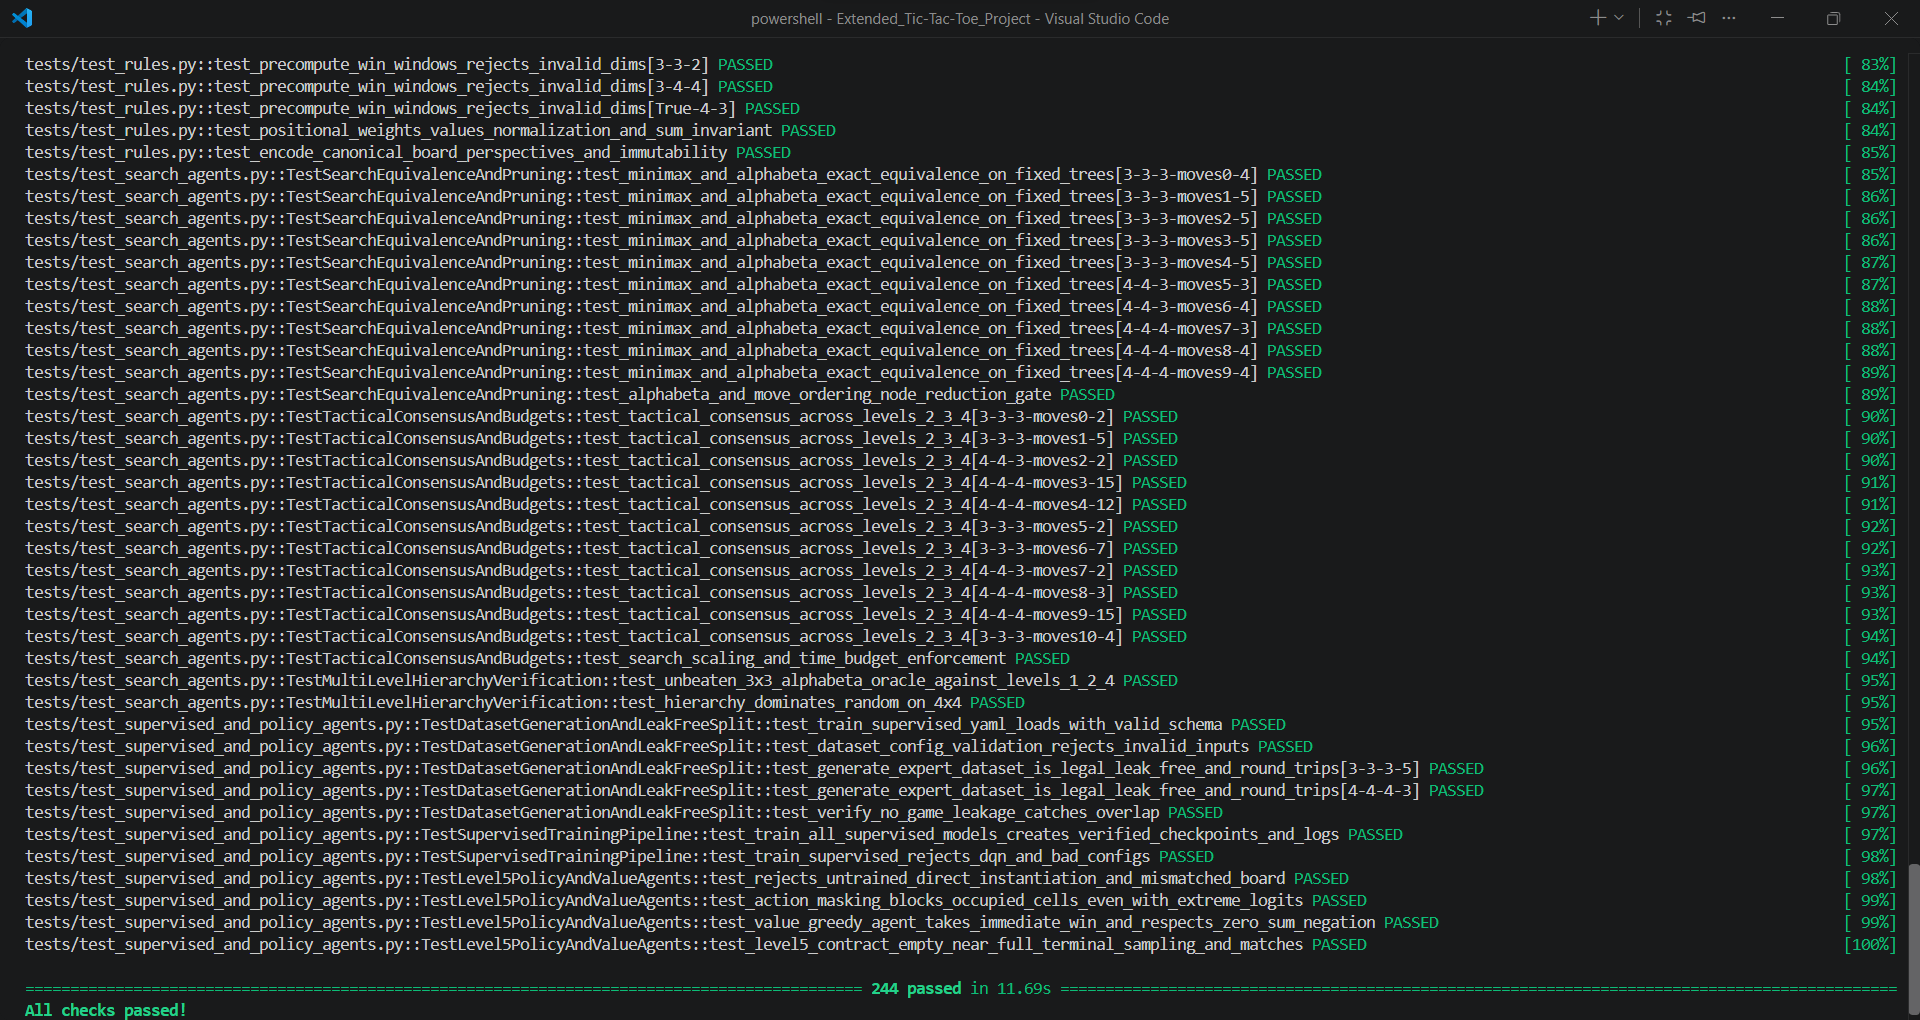 powershell - Extended_Tic-Tac-Toe_Project - Visual Studio Code
tests/test_rules.py::test_precompute_win_windows_rejects_invalid_dims[3-3-2] PASSED [ 83%]
tests/test_rules.py::test_precompute_win_windows_rejects_invalid_dims[3-4-4] PASSED [ 84%]
tests/test_rules.py::test_precompute_win_windows_rejects_invalid_dims[True-4-3] PASSED [ 84%]
tests/test_rules.py::test_positional_weights_values_normalization_and_sum_invariant PASSED [ 84%]
tests/test_rules.py::test_encode_canonical_board_perspectives_and_immutability PASSED [ 85%]
tests/test_search_agents.py::TestSearchEquivalenceAndPruning::test_minimax_and_alphabeta_exact_equivalence_on_fixed_trees[3-3-3-moves0-4] PASSED [ 85%]
tests/test_search_agents.py::TestSearchEquivalenceAndPruning::test_minimax_and_alphabeta_exact_equivalence_on_fixed_trees[3-3-3-moves1-5] PASSED [ 86%]
tests/test_search_agents.py::TestSearchEquivalenceAndPruning::test_minimax_and_alphabeta_exact_equivalence_on_fixed_trees[3-3-3-moves2-5] PASSED [ 86%]
tests/test_search_agents.py::TestSearchEquivalenceAndPruning::test_minimax_and_alphabeta_exact_equivalence_on_fixed_trees[3-3-3-moves3-5] PASSED [ 86%]
tests/test_search_agents.py::TestSearchEquivalenceAndPruning::test_minimax_and_alphabeta_exact_equivalence_on_fixed_trees[3-3-3-moves4-5] PASSED [ 87%]
tests/test_search_agents.py::TestSearchEquivalenceAndPruning::test_minimax_and_alphabeta_exact_equivalence_on_fixed_trees[4-4-3-moves5-3] PASSED [ 87%]
tests/test_search_agents.py::TestSearchEquivalenceAndPruning::test_minimax_and_alphabeta_exact_equivalence_on_fixed_trees[4-4-3-moves6-4] PASSED [ 88%]
tests/test_search_agents.py::TestSearchEquivalenceAndPruning::test_minimax_and_alphabeta_exact_equivalence_on_fixed_trees[4-4-4-moves7-3] PASSED [ 88%]
tests/test_search_agents.py::TestSearchEquivalenceAndPruning::test_minimax_and_alphabeta_exact_equivalence_on_fixed_trees[4-4-4-moves8-4] PASSED [ 88%]
tests/test_search_agents.py::TestSearchEquivalenceAndPruning::test_minimax_and_alphabeta_exact_equivalence_on_fixed_trees[4-4-4-moves9-4] PASSED [ 89%]
tests/test_search_agents.py::TestSearchEquivalenceAndPruning::test_alphabeta_and_move_ordering_node_reduction_gate PASSED [ 89%]
tests/test_search_agents.py::TestTacticalConsensusAndBudgets::test_tactical_consensus_across_levels_2_3_4[3-3-3-moves0-2] PASSED [ 90%]
tests/test_search_agents.py::TestTacticalConsensusAndBudgets::test_tactical_consensus_across_levels_2_3_4[3-3-3-moves1-5] PASSED [ 90%]
tests/test_search_agents.py::TestTacticalConsensusAndBudgets::test_tactical_consensus_across_levels_2_3_4[4-4-3-moves2-2] PASSED [ 90%]
tests/test_search_agents.py::TestTacticalConsensusAndBudgets::test_tactical_consensus_across_levels_2_3_4[4-4-4-moves3-15] PASSED [ 91%]
tests/test_search_agents.py::TestTacticalConsensusAndBudgets::test_tactical_consensus_across_levels_2_3_4[4-4-4-moves4-12] PASSED [ 91%]
tests/test_search_agents.py::TestTacticalConsensusAndBudgets::test_tactical_consensus_across_levels_2_3_4[3-3-3-moves5-2] PASSED [ 92%]
tests/test_search_agents.py::TestTacticalConsensusAndBudgets::test_tactical_consensus_across_levels_2_3_4[3-3-3-moves6-7] PASSED [ 92%]
tests/test_search_agents.py::TestTacticalConsensusAndBudgets::test_tactical_consensus_across_levels_2_3_4[4-4-3-moves7-2] PASSED [ 93%]
tests/test_search_agents.py::TestTacticalConsensusAndBudgets::test_tactical_consensus_across_levels_2_3_4[4-4-4-moves8-3] PASSED [ 93%]
tests/test_search_agents.py::TestTacticalConsensusAndBudgets::test_tactical_consensus_across_levels_2_3_4[4-4-4-moves9-15] PASSED [ 93%]
tests/test_search_agents.py::TestTacticalConsensusAndBudgets::test_tactical_consensus_across_levels_2_3_4[3-3-3-moves10-4] PASSED [ 94%]
tests/test_search_agents.py::TestTacticalConsensusAndBudgets::test_search_scaling_and_time_budget_enforcement PASSED [ 94%]
tests/test_search_agents.py::TestMultiLevelHierarchyVerification::test_unbeaten_3x3_alphabeta_oracle_against_levels_1_2_4 PASSED [ 95%]
tests/test_search_agents.py::TestMultiLevelHierarchyVerification::test_hierarchy_dominates_random_on_4x4 PASSED [ 95%]
tests/test_supervised_and_policy_agents.py::TestDatasetGenerationAndLeakFreeSplit::test_train_supervised_yaml_loads_with_valid_schema PASSED [ 95%]
tests/test_supervised_and_policy_agents.py::TestDatasetGenerationAndLeakFreeSplit::test_dataset_config_validation_rejects_invalid_inputs PASSED [ 96%]
tests/test_supervised_and_policy_agents.py::TestDatasetGenerationAndLeakFreeSplit::test_generate_expert_dataset_is_legal_leak_free_and_round_trips[3-3-3-5] PASSED [ 96%]
tests/test_supervised_and_policy_agents.py::TestDatasetGenerationAndLeakFreeSplit::test_generate_expert_dataset_is_legal_leak_free_and_round_trips[4-4-4-3] PASSED [ 97%]
tests/test_supervised_and_policy_agents.py::TestDatasetGenerationAndLeakFreeSplit::test_verify_no_game_leakage_catches_overlap PASSED [ 97%]
tests/test_supervised_and_policy_agents.py::TestSupervisedTrainingPipeline::test_train_all_supervised_models_creates_verified_checkpoints_and_logs PASSED [ 97%]
tests/test_supervised_and_policy_agents.py::TestSupervisedTrainingPipeline::test_train_supervised_rejects_dqn_and_bad_configs PASSED [ 98%]
tests/test_supervised_and_policy_agents.py::TestLevel5PolicyAndValueAgents::test_rejects_untrained_direct_instantiation_and_mismatched_board PASSED [ 98%]
tests/test_supervised_and_policy_agents.py::TestLevel5PolicyAndValueAgents::test_action_masking_blocks_occupied_cells_even_with_extreme_logits PASSED [ 99%]
tests/test_supervised_and_policy_agents.py::TestLevel5PolicyAndValueAgents::test_value_greedy_agent_takes_immediate_win_and_respects_zero_sum_negation PASSED [ 99%]
tests/test_supervised_and_policy_agents.py::TestLevel5PolicyAndValueAgents::test_level5_contract_empty_near_full_terminal_sampling_and_matches PASSED [100%]
============================================================================================= 244 passed in 11.69s =============================================================================================
All checks passed!